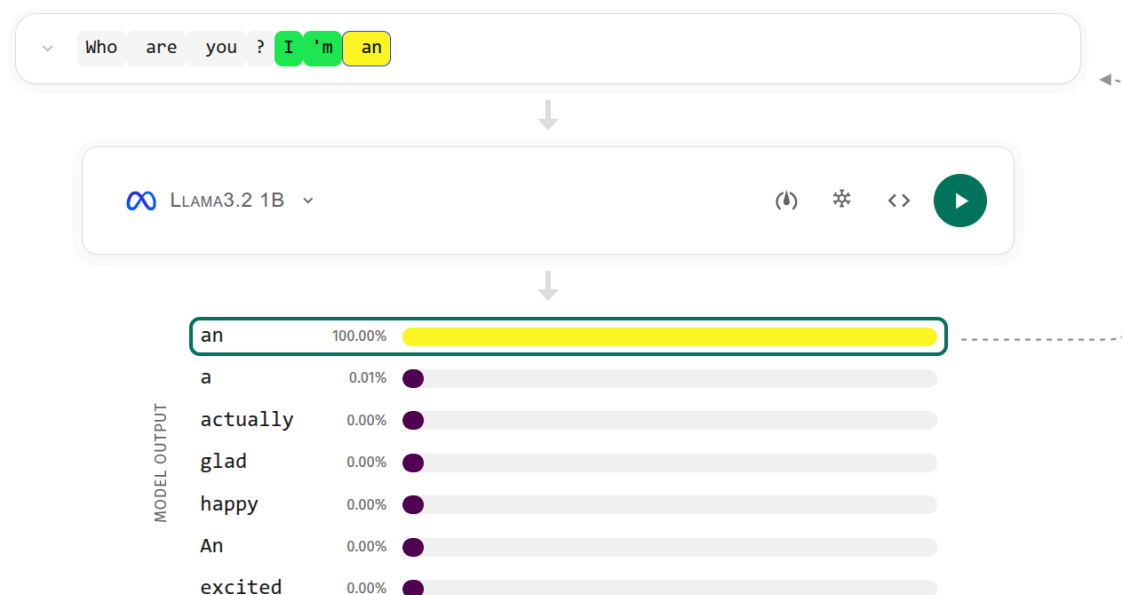 Who are you ? I 'm an
LLAMA3.2 1B
an 100.00%
a 0.01%
actually 0.00%
glad 0.00%
happy 0.00%
An 0.00%
excited 0.00%
MODEL OUTPUT